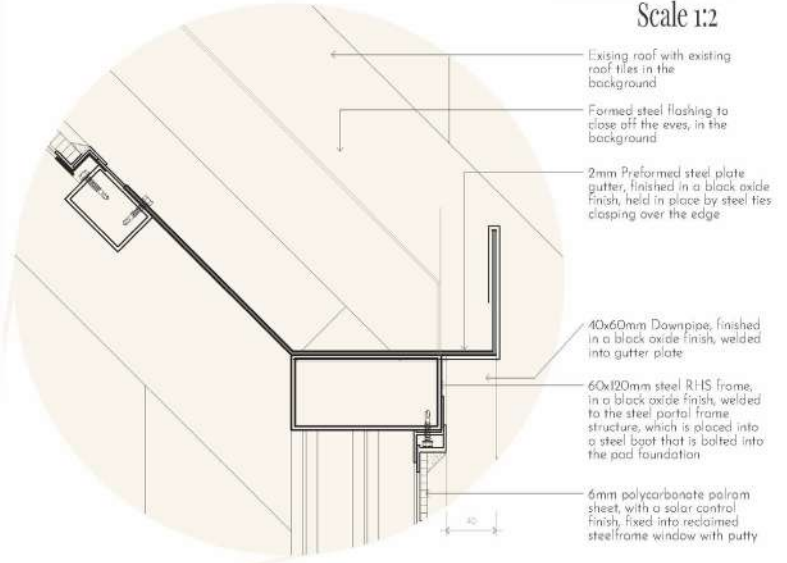 Scale 1:2
Exising roof with existing
roof tiles in the
background
Formed steel flashing to
close off the eves, in the
background
2mm Preformed steel plate
gutter, finished in a black oxide
finish, held in place by steel ties
clasping over the edge
40x60mm Downpipe, finished
in a black oxide finish, welded
into gutter plate
60x120mm steel RHS frame,
in a black oxide finish, welded
to the steel portal frame
structure, which is placed into
a steel boot that is bolted into
the pad foundation
6mm polycarbonate palram
sheet, with a solar control
finish, fixed into reclaimed
steelframe window with putty
40